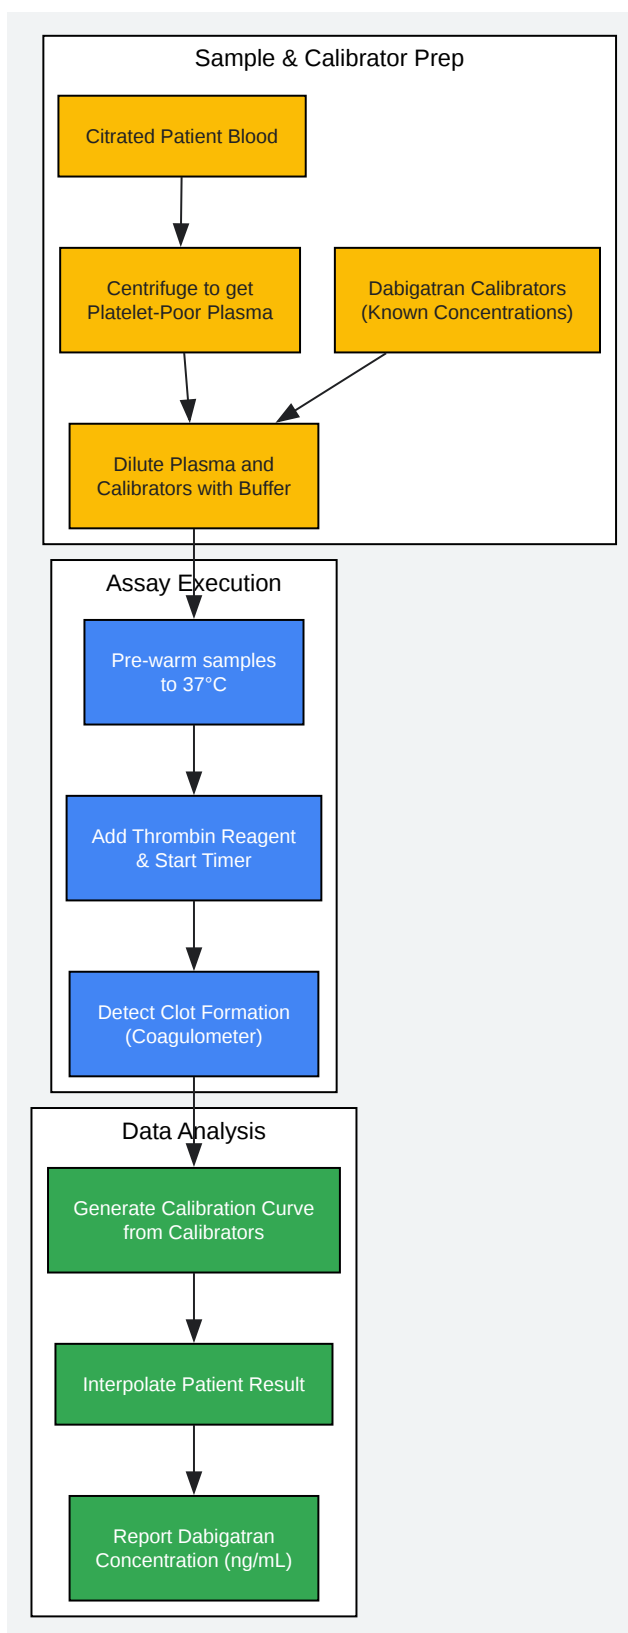 Sample & Calibrator Prep
Citrated Patient Blood
Centrifuge to get
Platelet-Poor Plasma
Dabigatran Calibrators
(Known Concentrations)
Dilute Plasma and
Calibrators with Buffer
Assay Execution
Pre-warm samples
to 37°C
Add Thrombin Reagent
& Start Timer
Detect Clot Formation
(Coagulometer)
Data Analysis
Generate Calibration Curve
from Calibrators
Interpolate Patient Result
Report Dabigatran
Concentration (ng/mL)